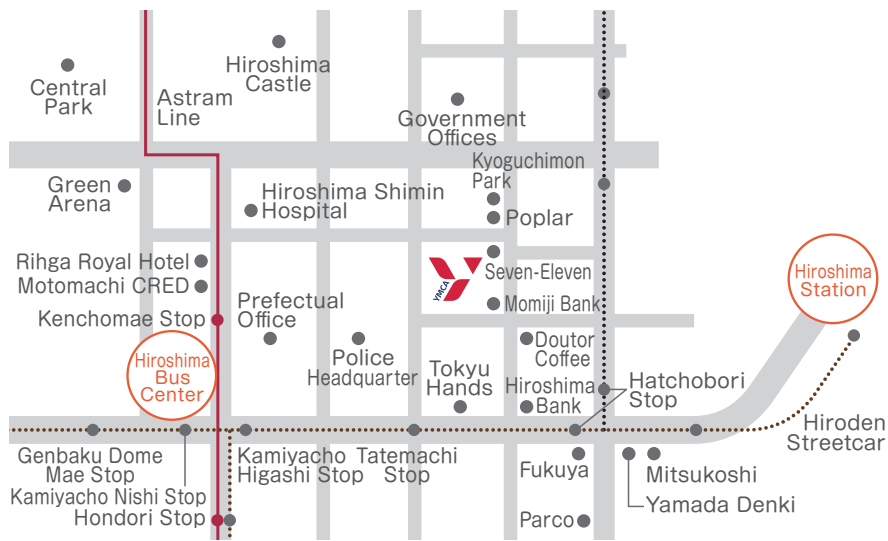 Hiroshima
Castle
Central
Park
Astram
Line
Government
Offices
Kyoguchimon
Park
Green
Arena
Hiroshima Shimin
Hospital
Poplar
Rihga Royal Hotel
Motomachi CRED
YMCA
Seven-Eleven
Hiroshima
Station
Prefectual
Office
Momiji Bank
Kenchomae Stop
Police
Headquarter
Doutor
Coffee
Hiroshima
Bus
Center
Tokyu
Hands
Hiroshima
Bank
Hatchobori
Stop
Hiroden
Streetcar
Genbaku Dome
Mae Stop
Kamiyacho
Higashi Stop
Tatemachi
Stop
Fukuya
Mitsukoshi
Kamiyacho Nishi Stop
Yamada Denki
Hondori Stop
Parco